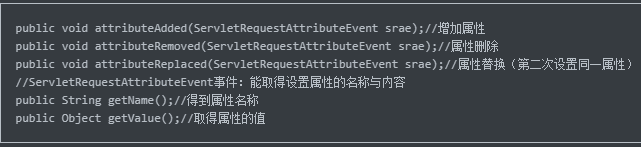 public void attributeAdded(ServletRequestAttributeEvent srae);//增加属性
public void attributeRemoved(ServletRequestAttributeEvent srae);//属性删除
public void attributeReplaced(ServletRequestAttributeEvent srae);//属性替换（第二次设置同一属性）
//ServletRequestAttributeEvent事件：能取得设置属性的名称与内容
public String getName();//得到属性名称
public Object getValue();//取得属性的值